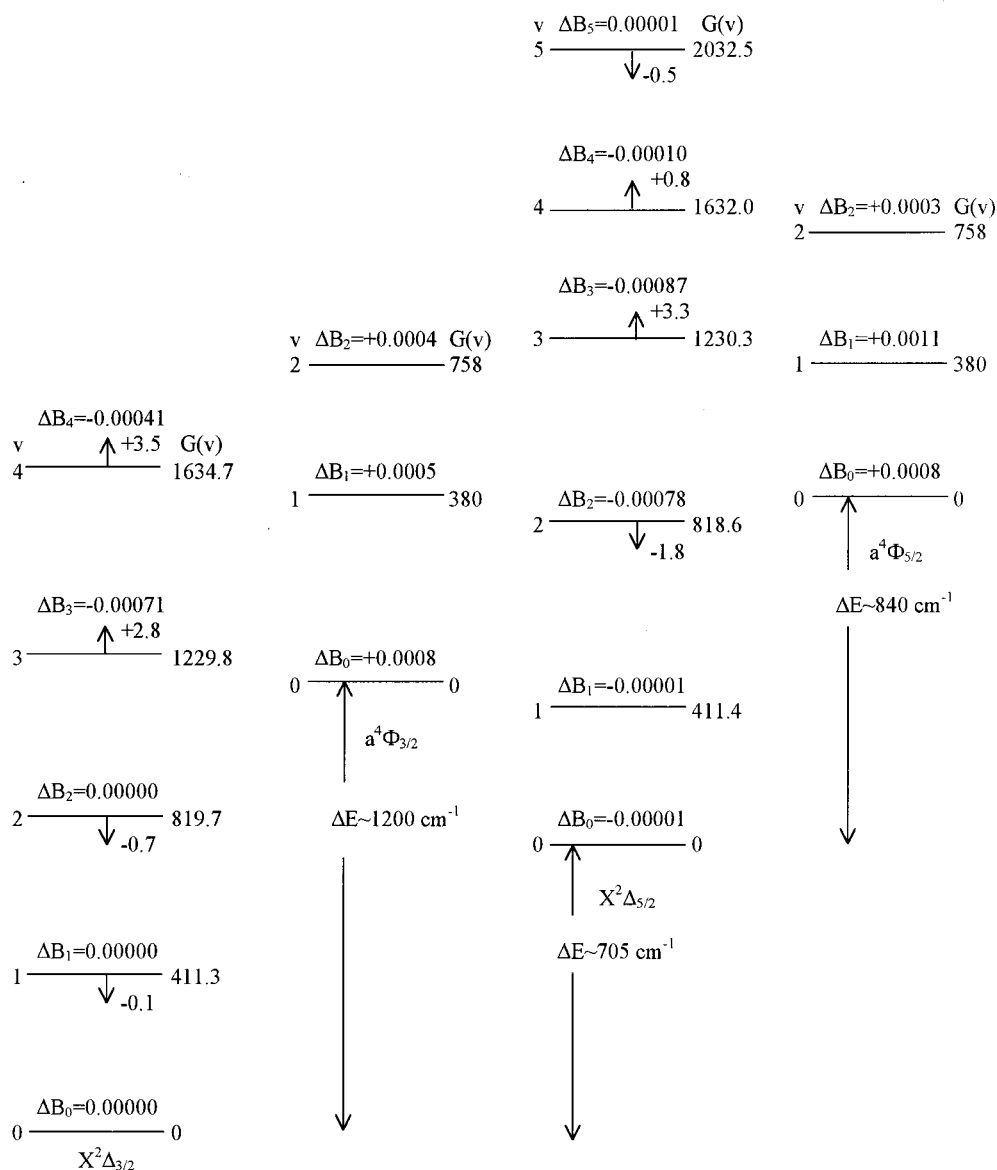 v ΔB₅=0.00001 G(v)
5 2032.5
-0.5
ΔB₄=-0.00010
+0.8
4 1632.0
v ΔB₂=+0.0003 G(v)
2 758
ΔB₃=-0.00087
+3.3
3 1230.3
v ΔB₂=+0.0004 G(v)
2 758
ΔB₁=+0.0011
1 380
ΔB₄=-0.00041
v +3.5 G(v)
4 1634.7
ΔB₁=+0.0005
1 380
ΔB₂=-0.00078
2 818.6
-1.8
ΔB₀=+0.0008
0 0
a⁴Φ₅/₂
ΔE~840 cm⁻¹
ΔB₃=-0.00071
+2.8
3 1229.8
ΔB₀=+0.0008
0 0
a⁴Φ₃/₂
ΔE~1200 cm⁻¹
ΔB₁=-0.00001
1 411.4
ΔB₂=0.00000
2 819.7
-0.7
ΔB₀=-0.00001
0 0
X²Δ₅/₂
ΔE~705 cm⁻¹
ΔB₁=0.00000
1 411.3
-0.1
ΔB₀=0.00000
0 0
X²Δ₃/₂